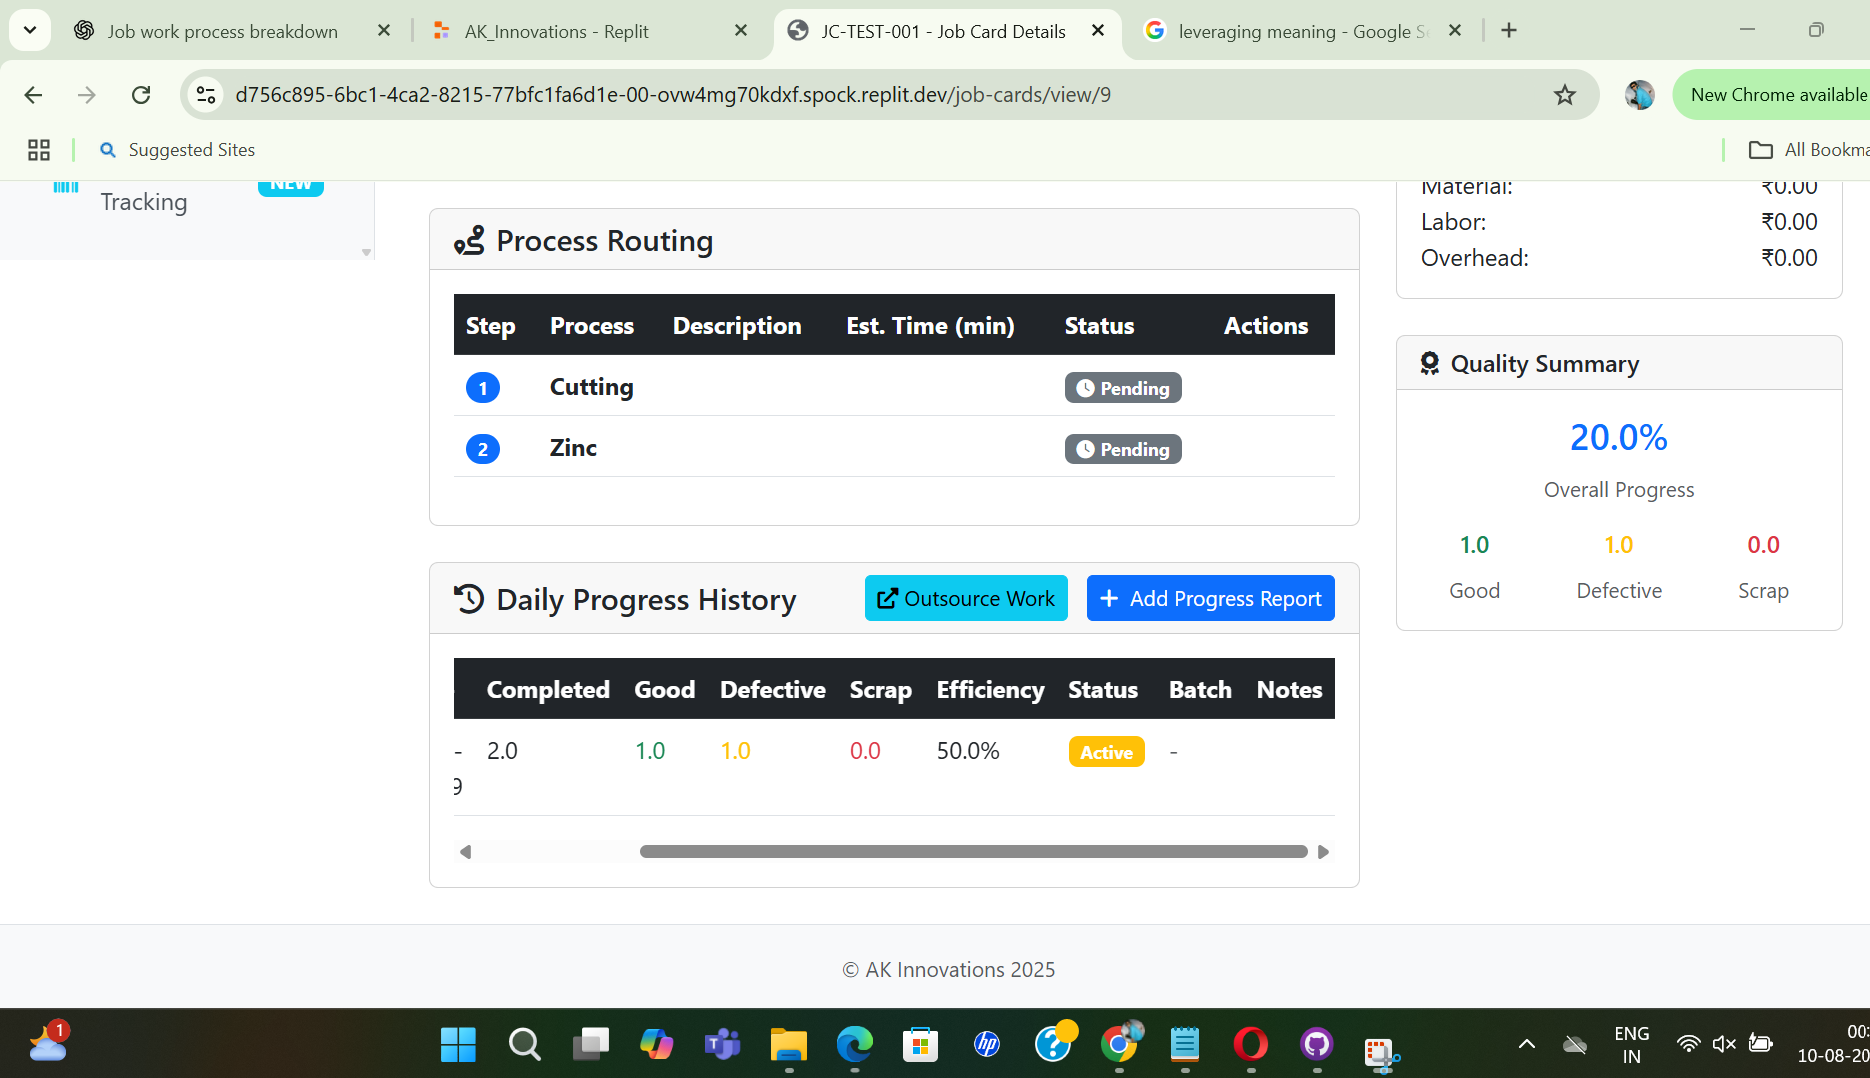 Job work process breakdown
AK_Innovations - Replit
JC-TEST-001 - Job Card Details
leveraging meaning - Google S
d756c895-6bc1-4ca2-8215-77bfc1fa6d1e-00-ovw4mg70kdxf.spock.replit.dev/job-cards/view/9
New Chrome available
Suggested Sites
All Bookma
Tracking
NEW
Material: ₹0.00
Labor: ₹0.00
Overhead: ₹0.00
Process Routing
Step Process Description Est. Time (min) Status Actions
1 Cutting Pending
2 Zinc Pending
Quality Summary
20.0%
Overall Progress
1.0 1.0 0.0
Good Defective Scrap
Daily Progress History
Outsource Work
+ Add Progress Report
Completed Good Defective Scrap Efficiency Status Batch Notes
- 2.0 1.0 1.0 0.0 50.0% Active -
9
© AK Innovations 2025
1
ENG
IN
00:
10-08-20